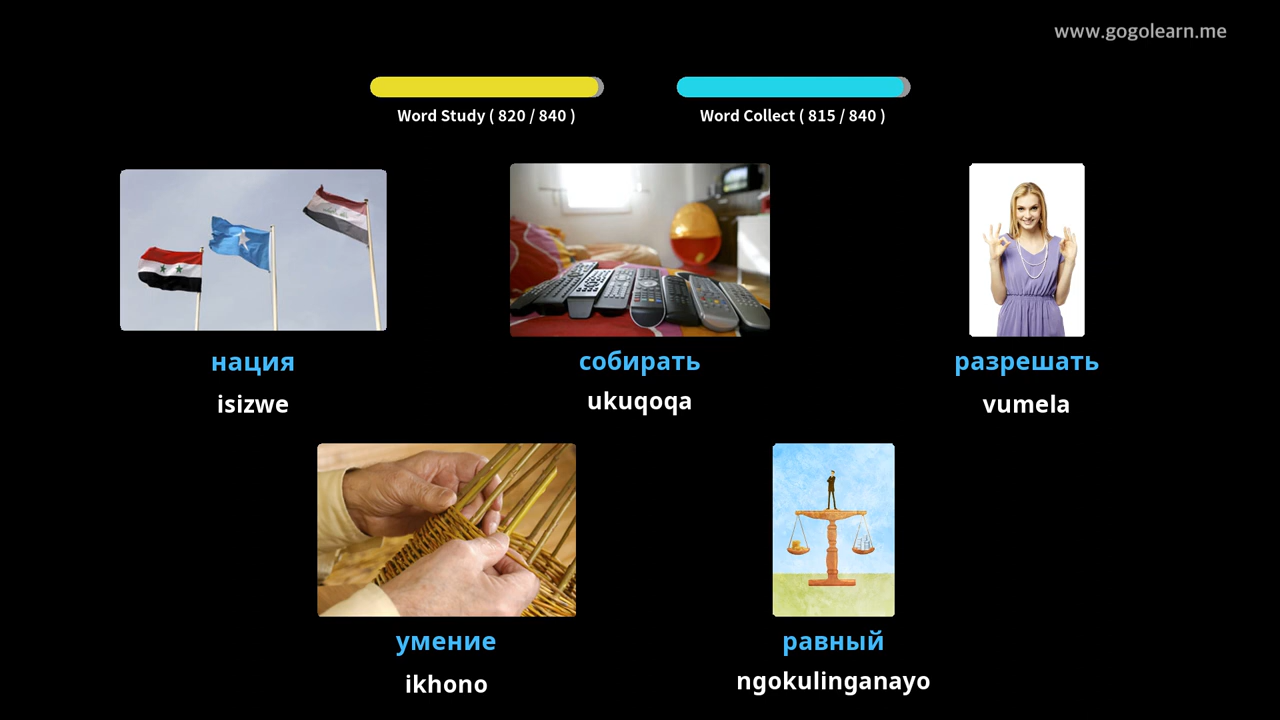 www.gogolearn.me
Word Study ( 820 / 840 )
Word Collect ( 815 / 840 )
нация
isizwe
собирать
ukuqoqa
разрешать
vumela
умение
ikhono
равный
ngokulinganayo